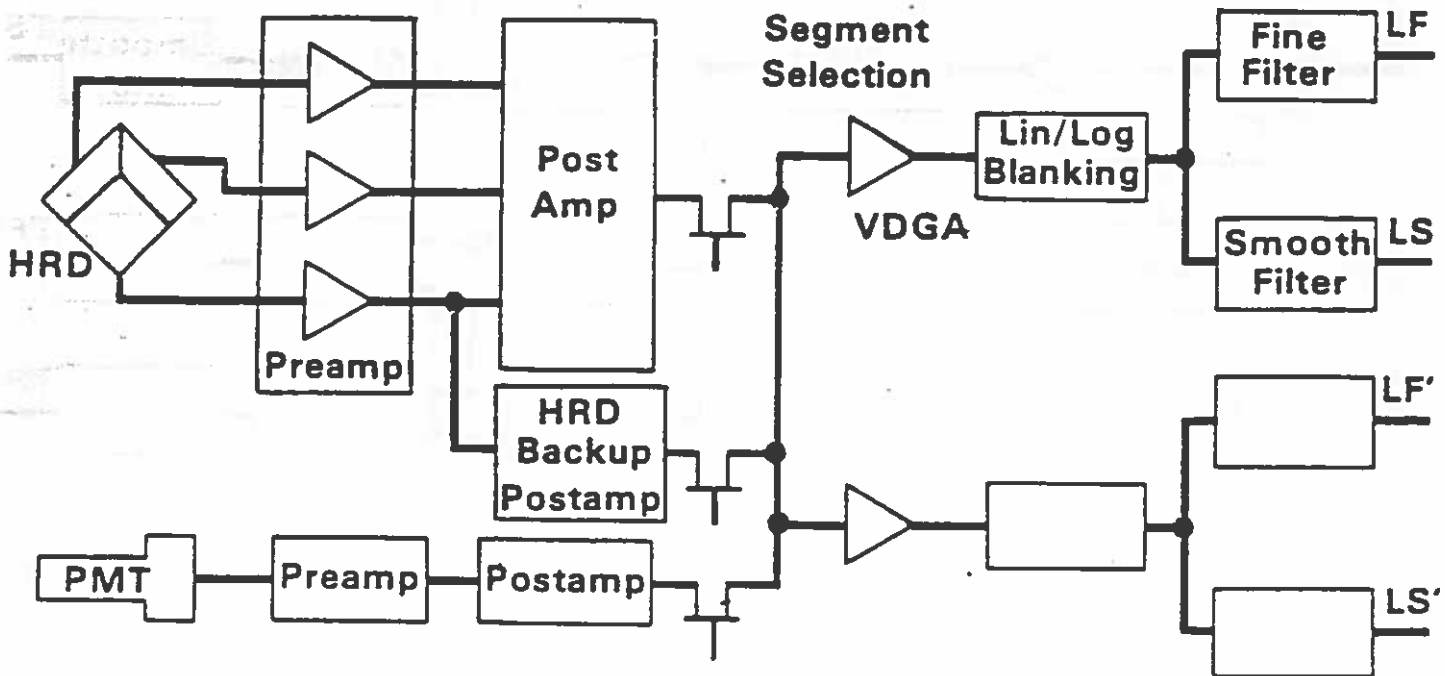 Segment
Selection
Fine
Filter
LF
Post
Amp
Lin/Log
Blanking
VDGA
HRD
Smooth
Filter
LS
Preamp
HRD
Backup
Postamp
LF'
PMT
Preamp
Postamp
LS'